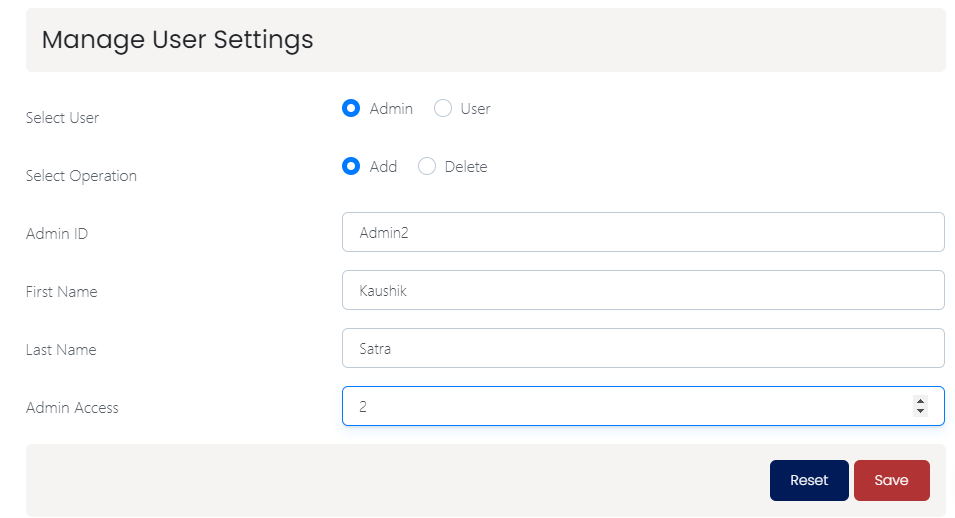 Manage User Settings
Select User Admin User
Select Operation Add Delete
Admin ID Admin2
First Name Kaushik
Last Name Satra
Admin Access 2
Reset Save